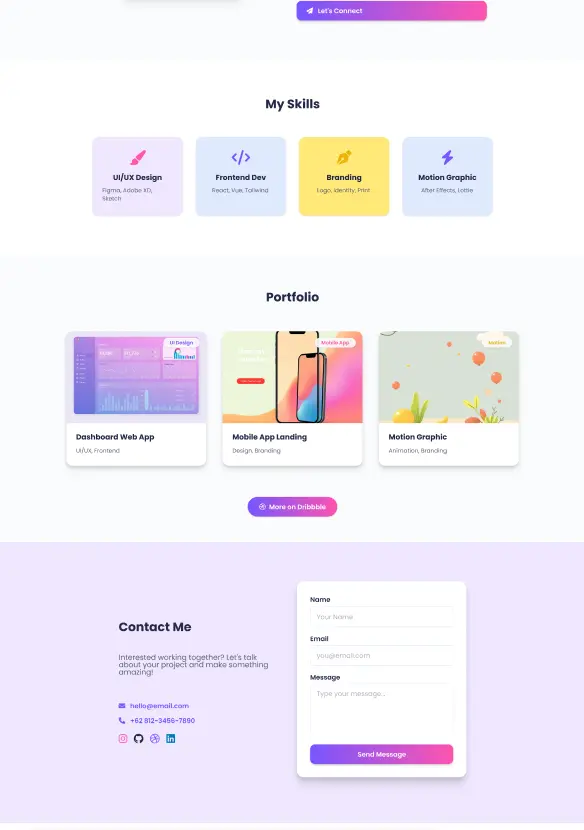 Let's Connect
My Skills
UI/UX Design
Figma, Adobe XD,
Sketch
Frontend Dev
React, Vue, Tailwind
Branding
Logo, Identity, Print
Motion Graphic
After Effects, Lottie
Portfolio
UI Design
Dashboard Web App
UI/UX, Frontend
Mobile App
Mobile App Landing
Design, Branding
Motion
Motion Graphic
Animation, Branding
More on Dribbble
Contact Me
Interested working together? Let's talk
about your project and make something
amazing!
hello@email.com
+62 812-3456-7890
Name
Your Name
Email
you@email.com
Message
Type your message...
Send Message